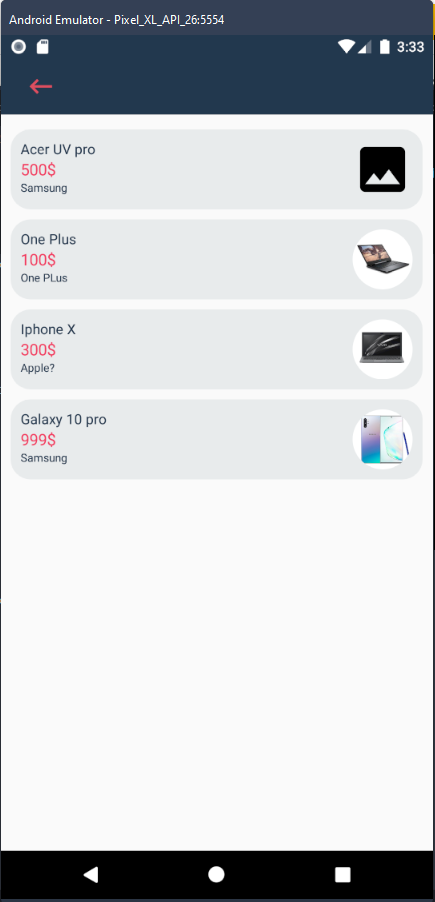 Android Emulator - Pixel_XL_API_26:5554
3:33
Acer UV pro
500$
Samsung
One Plus
100$
One PLus
Iphone X
300$
Apple?
Galaxy 10 pro
999$
Samsung